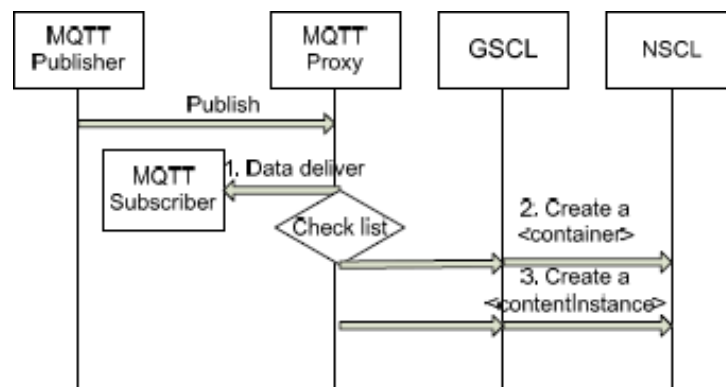 MQTT
Publisher
MQTT
Proxy
GSCL
NSCL
Publish
1. Data deliver
MQTT
Subscriber
Check list
2. Create a
<container>
3. Create a
<contentInstance>